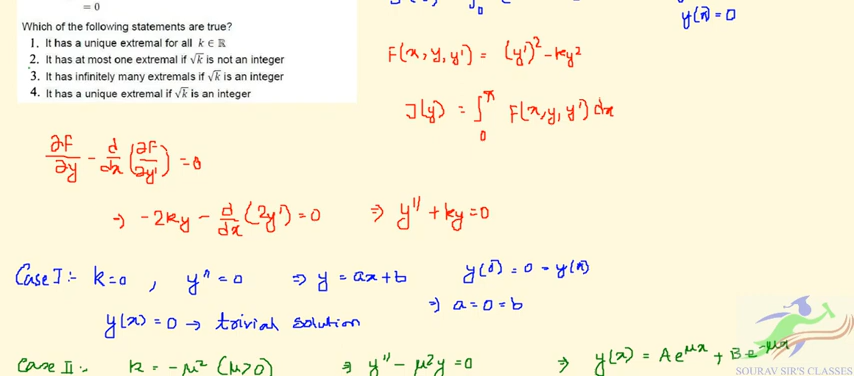 = 0
y(π) = 0
Which of the following statements are true?
1. It has a unique extremal for all k ∈ ℝ
2. It has at most one extremal if √k is not an integer
3. It has infinitely many extremals if √k is an integer
4. It has a unique extremal if √k is an integer
F(x, y, y') = (y')² - ky²
J(y) = ∫₀^π F(x, y, y') dx
∂F/∂y - d/dx (∂F/∂y') = 0
⇒ -2ky - d/dx (2y') = 0 ⇒ y'' + ky = 0
Case I :- k=0 , y'' = 0 ⇒ y = ax+b y(0) = 0 = y(π)
⇒ a = 0 = b
y(x) = 0 → trivial solution
Case II :- k = -μ² (μ>0) ⇒ y'' - μ²y = 0 ⇒ y(x) = Ae^{μx} + Be^{-μx}
SOURAV SIR'S CLASSES